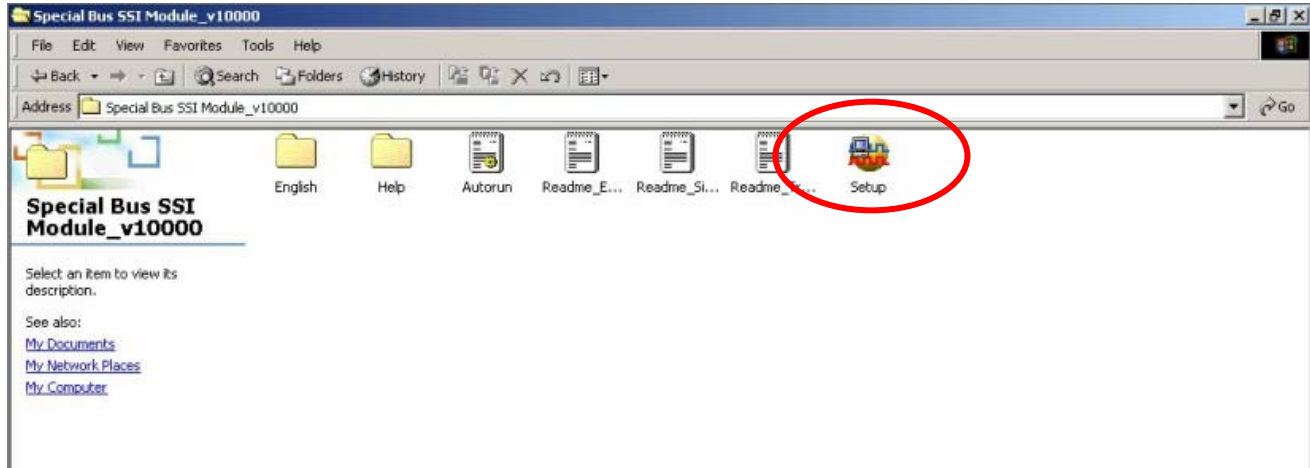 Special Bus SSI Module_v10000
File Edit View Favorites Tools Help
Back Search Folders History
Address Special Bus SSI Module_v10000 Go
English Help Autorun Readme_E... Readme_Si... Readme_Tr... Setup
Special Bus SSI
Module_v10000
Select an item to view its
description.
See also:
My Documents
My Network Places
My Computer